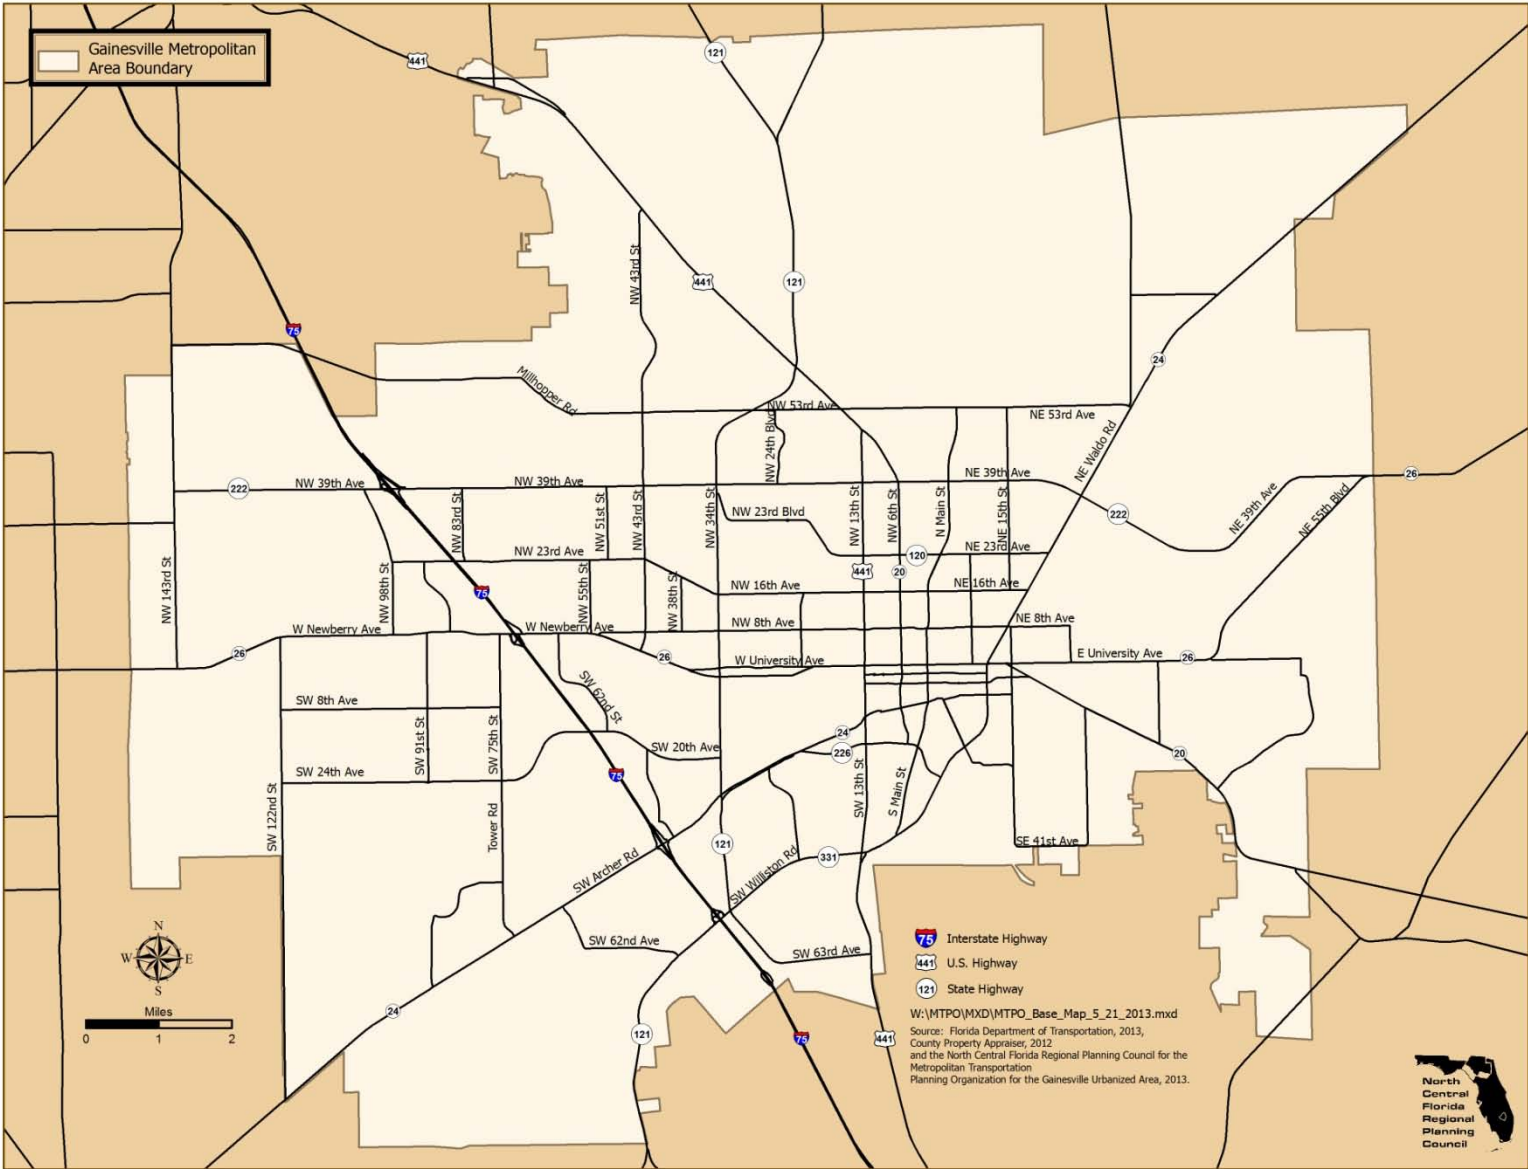 Gainesville Metropolitan
Area Boundary
441
121
NW 43rd St
441
121
75
24
Millhopper Rd
NW 53rd Ave
NE 53rd Ave
NW 24th Blvd
NE Waldo Rd
222
NW 39th Ave
NW 39th Ave
NE 39th Ave
26
NW 83rd St
NW 51st St
NW 43rd St
NW 34th St
NW 23rd Blvd
NW 13th St
NW 6th St
N Main St
NE 15th St
222
NE 39th Ave
NE 55th Blvd
NW 23rd Ave
120
NE 23rd Ave
NW 143rd St
NW 98th St
75
NW 55th St
NW 38th St
NW 16th Ave
441
20
NE 16th Ave
W Newberry Ave
W Newberry Ave
NW 8th Ave
NE 8th Ave
26
26
W University Ave
E University Ave
26
SW 62nd St
SW 8th Ave
SW 91st St
SW 75th St
SW 20th Ave
24
226
20
SW 24th Ave
75
SW 122nd St
Tower Rd
SW 13th St
S Main St
SW Archer Rd
121
SW Williston Rd
331
SE 41st Ave
SW 62nd Ave
SW 63rd Ave
24
121
75
441
N
W
E
S
Miles
0 1 2
75 Interstate Highway
441 U.S. Highway
121 State Highway
W:\MTPO\MXD\MTPO_Base_Map_5_21_2013.mxd
Source: Florida Department of Transportation, 2013,
County Property Appraiser, 2012
and the North Central Florida Regional Planning Council for the
Metropolitan Transportation
Planning Organization for the Gainesville Urbanized Area, 2013.
North
Central
Florida
Regional
Planning
Council